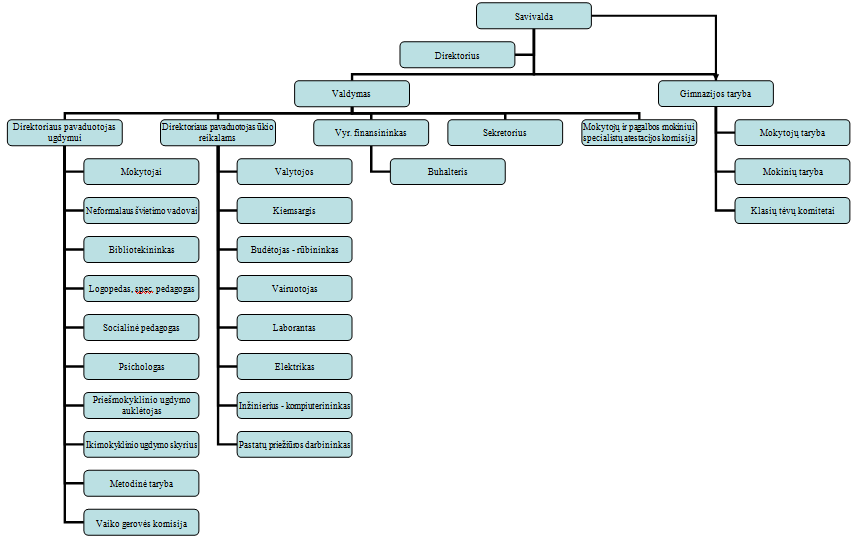 Savivalda
Direktorius
Valdymas
Gimnazijos taryba
Direktoriaus pavaduotojas
ugdymui
Direktoriaus pavaduotojas ūkio
reikalams
Vyr. finansininkas
Sekretorius
Mokytojų ir pagalbos mokiniui
specialistų atestacijos komisija
Mokytojų taryba
Mokytojai
Valytojos
Buhalteris
Mokinių taryba
Neformalaus švietimo vadovai
Kiemsargis
Klasių tėvų komitetai
Bibliotekininkas
Budėtojas - rūbininkas
Logopedas, spec. pedagogas
Vairuotojas
Socialinė pedagogas
Laborantas
Psichologas
Elektrikas
Priešmokyklinio ugdymo
auklėtojas
Inžinierius - kompiuterininkas
Ikimokyklinio ugdymo skyrius
Pastatų priežiūros darbininkas
Metodinė taryba
Vaiko gerovės komisija